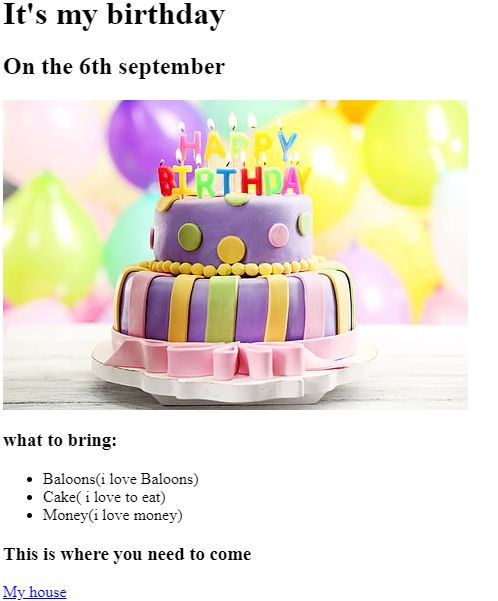 It's my birthday
On the 6th september
HAPPY
BIRTHDAY
what to bring:
Baloons(i love Baloons)
Cake( i love to eat)
Money(i love money)
This is where you need to come
My house